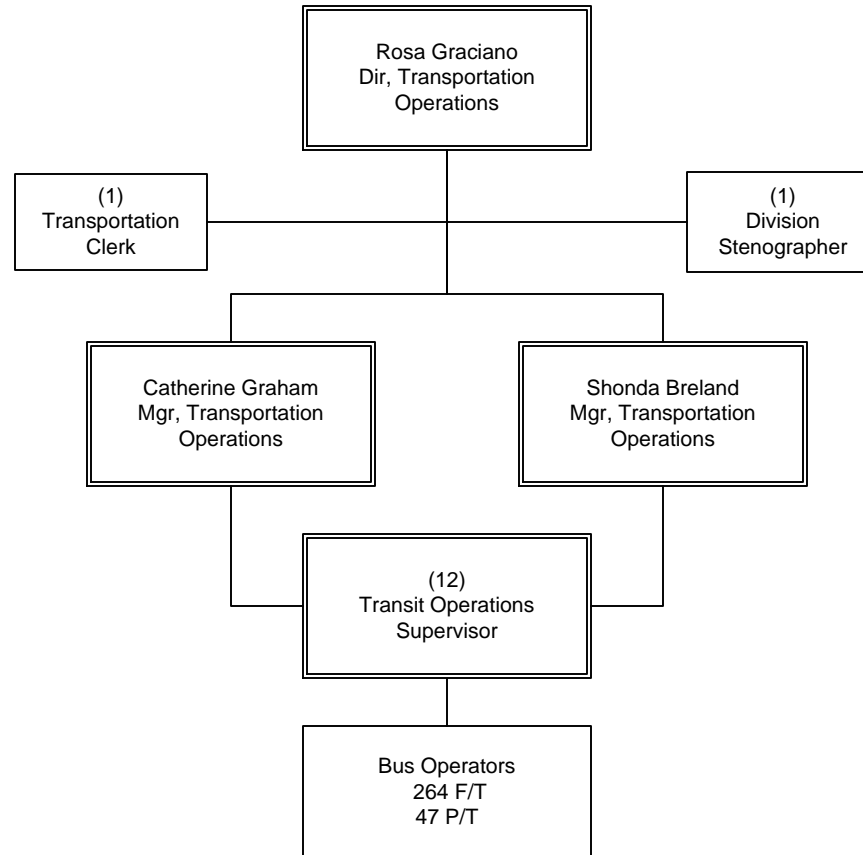 Rosa Graciano
Dir, Transportation
Operations
(1)
Transportation
Clerk
(1)
Division
Stenographer
Catherine Graham
Mgr, Transportation
Operations
Shonda Breland
Mgr, Transportation
Operations
(12)
Transit Operations
Supervisor
Bus Operators
264 F/T
47 P/T